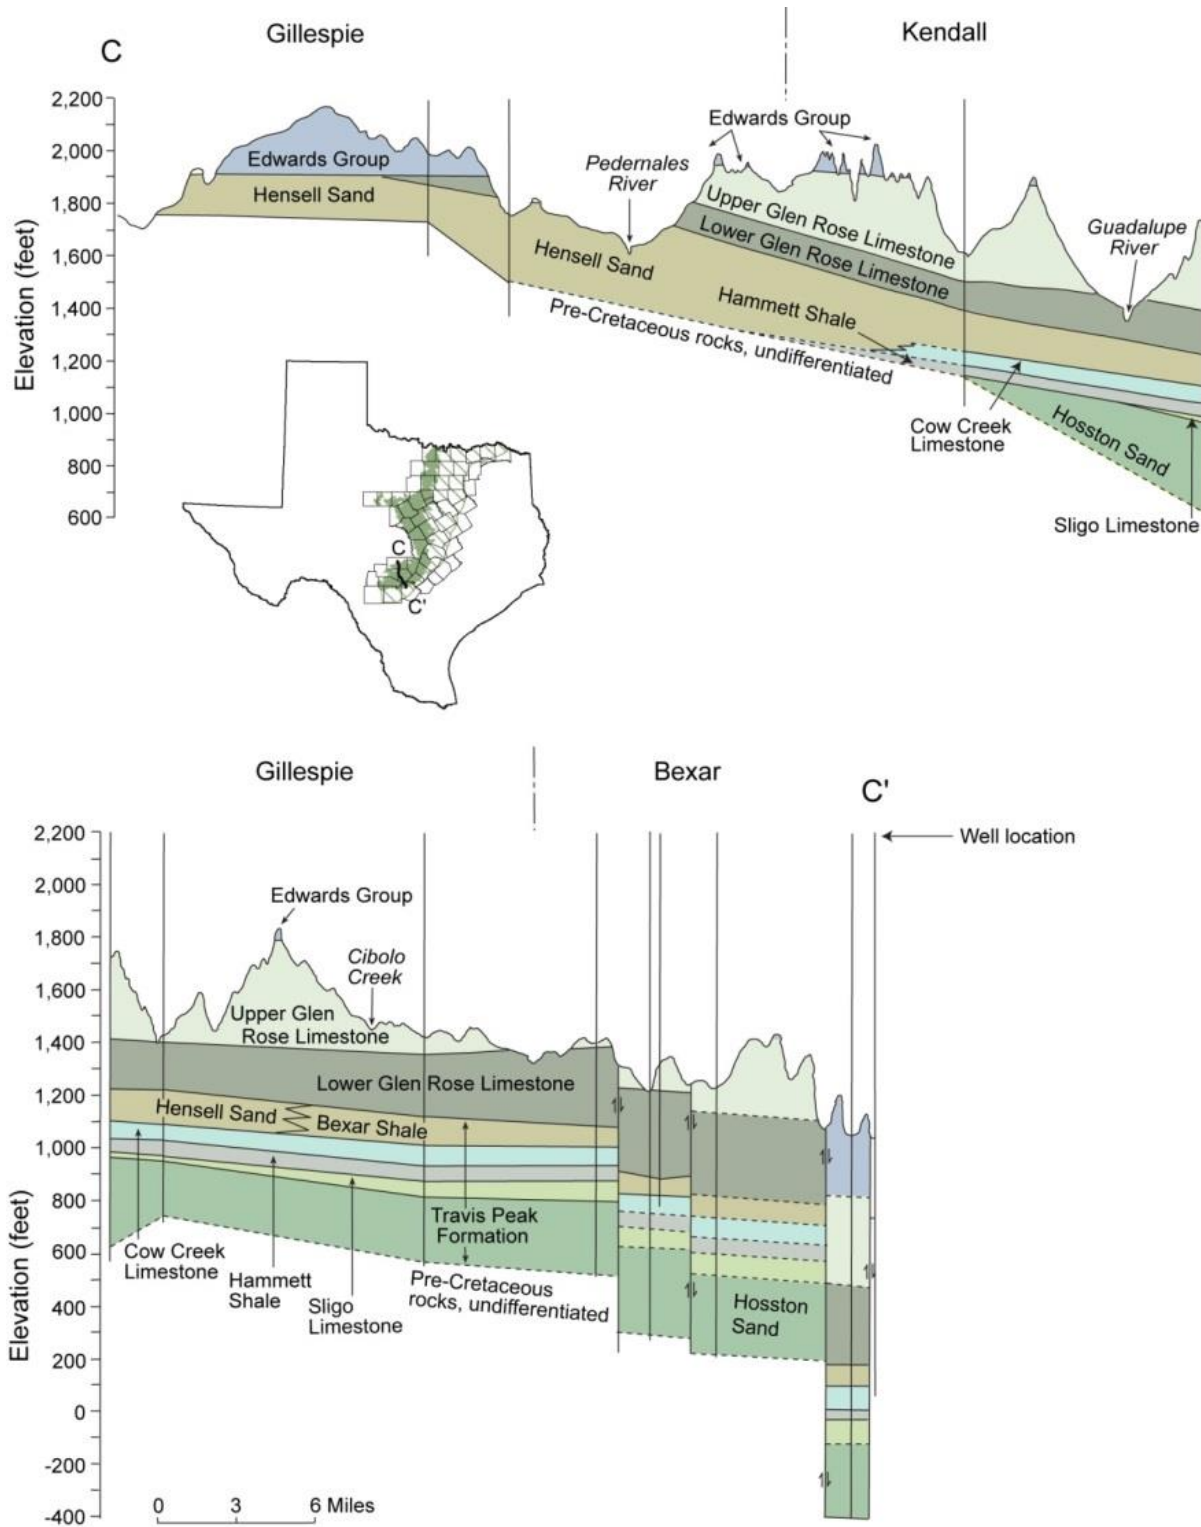 Gillespie
Kendall
C
2,200
2,000
1,800
1,600
1,400
1,200
1,000
800
600
Elevation (feet)
Edwards Group
Hensell Sand
Pedernales
River
Edwards
Group
Upper Glen Rose Limestone
Lower Glen Rose Limestone
Guadalupe
River
Hensell Sand
Hammett Shale
Pre-Cretaceous rocks, undifferentiated
Cow Creek
Limestone
Hosston Sand
Sligo Limestone
C
C'
Gillespie
Bexar
C'
2,200
2,000
1,800
1,600
1,400
1,200
1,000
800
600
400
200
0
-200
-400
Elevation (feet)
Well location
Edwards Group
Cibolo
Creek
Upper Glen
Rose Limestone
Lower Glen Rose Limestone
Hensell Sand
Bexar Shale
Travis Peak
Formation
Cow Creek
Limestone
Hammett
Shale
Sligo
Limestone
Pre-Cretaceous
rocks, undifferentiated
Hosston
Sand
0 3 6 Miles